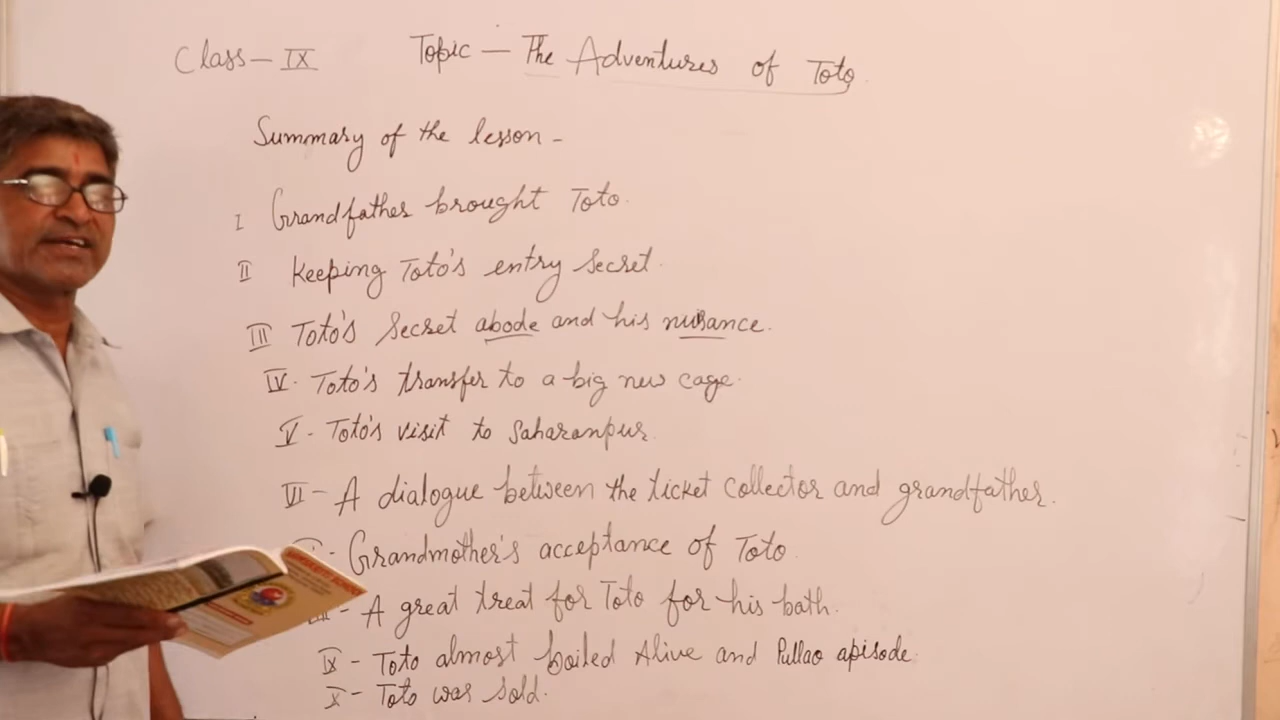 Class - IX Topic - The Adventures of Toto
Summary of the lesson -
I Grandfather brought Toto.
II Keeping Toto's entry secret.
III Toto's secret abode and his nuisance.
IV. Toto's transfer to a big new cage.
V - Toto's visit to Saharanpur.
VI - A dialogue between the ticket collector and grandfather.
- Grandmother's acceptance of Toto
- A great treat for Toto for his bath.
IX - Toto almost boiled Alive and Pullao apisode
X - Toto was sold.